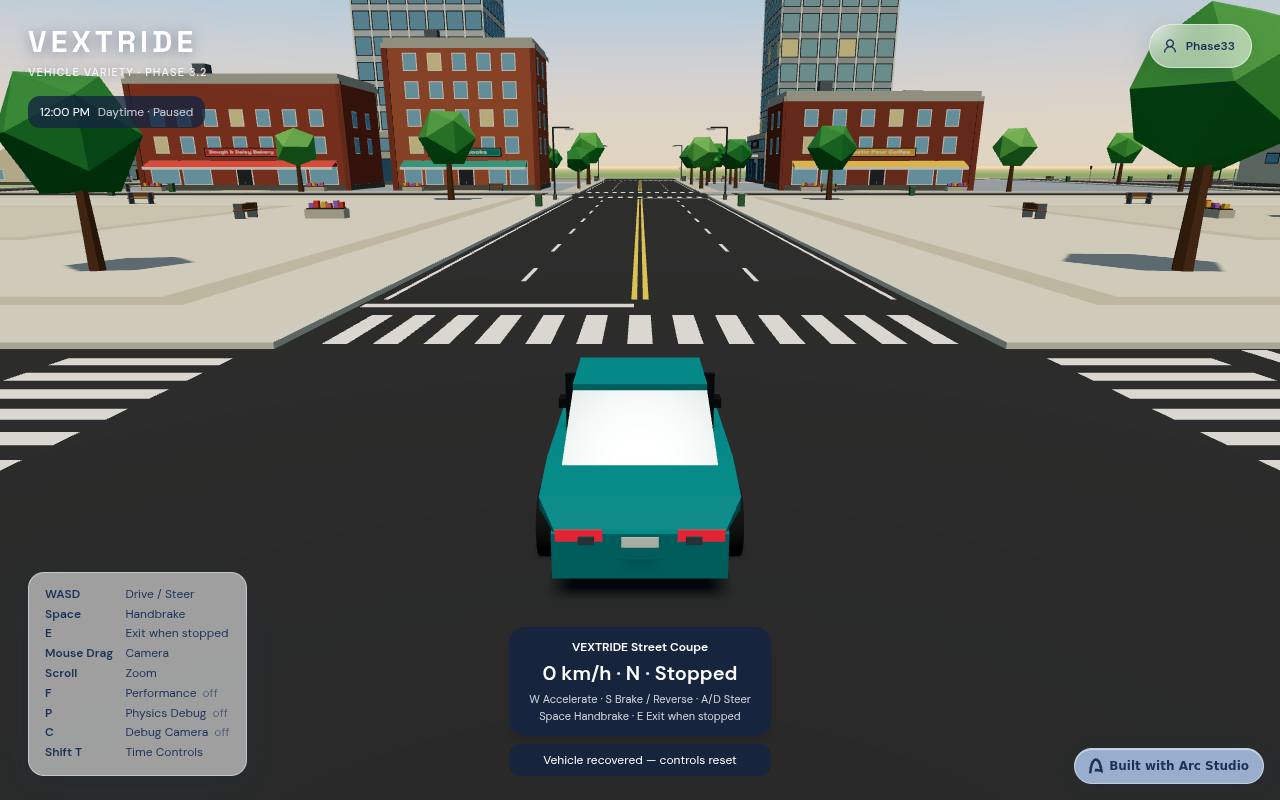 VEXTRIDE
VEHICLE VARIETY · PHASE 3.2
12:00 PM Daytime · Paused
Phase33
Dough & Daisy Bakery
WASD Drive / Steer
Space Handbrake
E Exit when stopped
Mouse Drag Camera
Scroll Zoom
F Performance off
P Physics Debug off
C Debug Camera off
Shift T Time Controls
VEXTRIDE Street Coupe
0 km/h · N · Stopped
W Accelerate · S Brake / Reverse · A/D Steer
Space Handbrake · E Exit when stopped
Vehicle recovered — controls reset
Built with Arc Studio